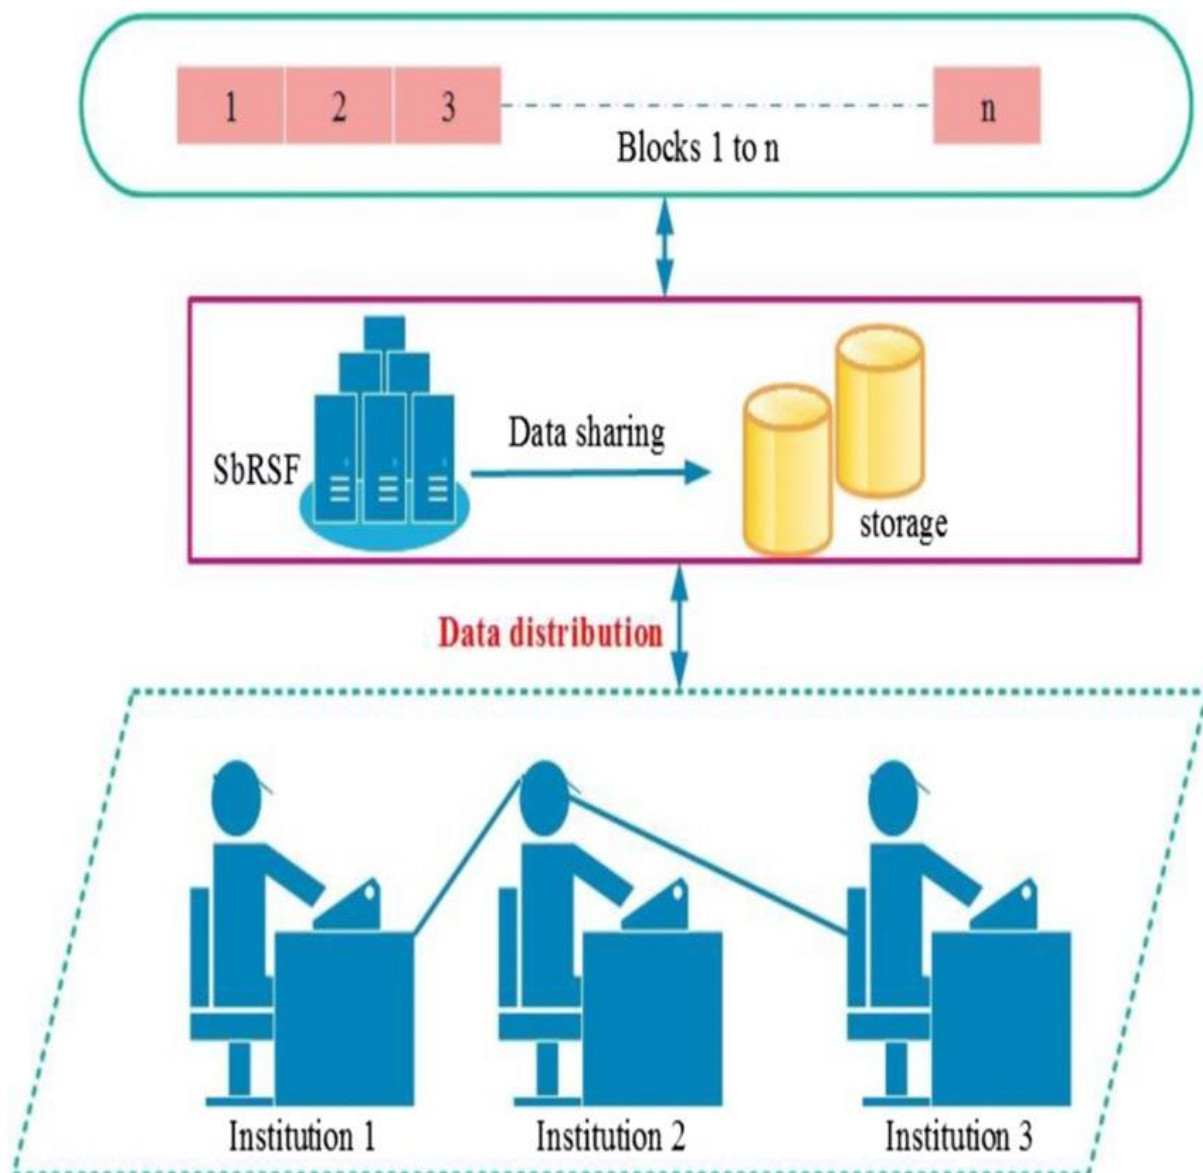 1 2 3 n
Blocks 1 to n
Data sharing
SbRSF
storage
Data distribution
Institution 1 Institution 2 Institution 3